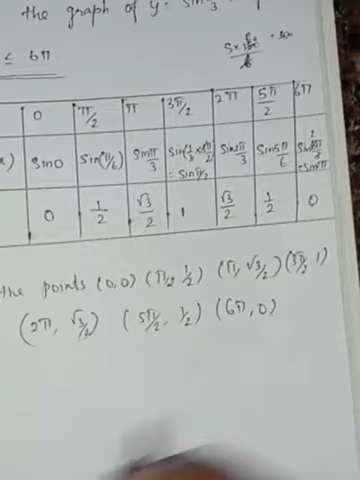 the graph of y = sin
≤ 6π
0 π/2 π 3π/2 2π 5π/2 6π
x) sin0 sin(π/6) sin π/3 sin(1/3 × 3π/2) = sin π/2 sin 2π/3 sin 5π/6
0 1/2 √3/2 1 √3/2 1/2 0
the points (0,0) (π/2, 1/2) (π, √3/2) (3π/2, 1)
(2π, √3/2) (5π/2, 1/2) (6π, 0)